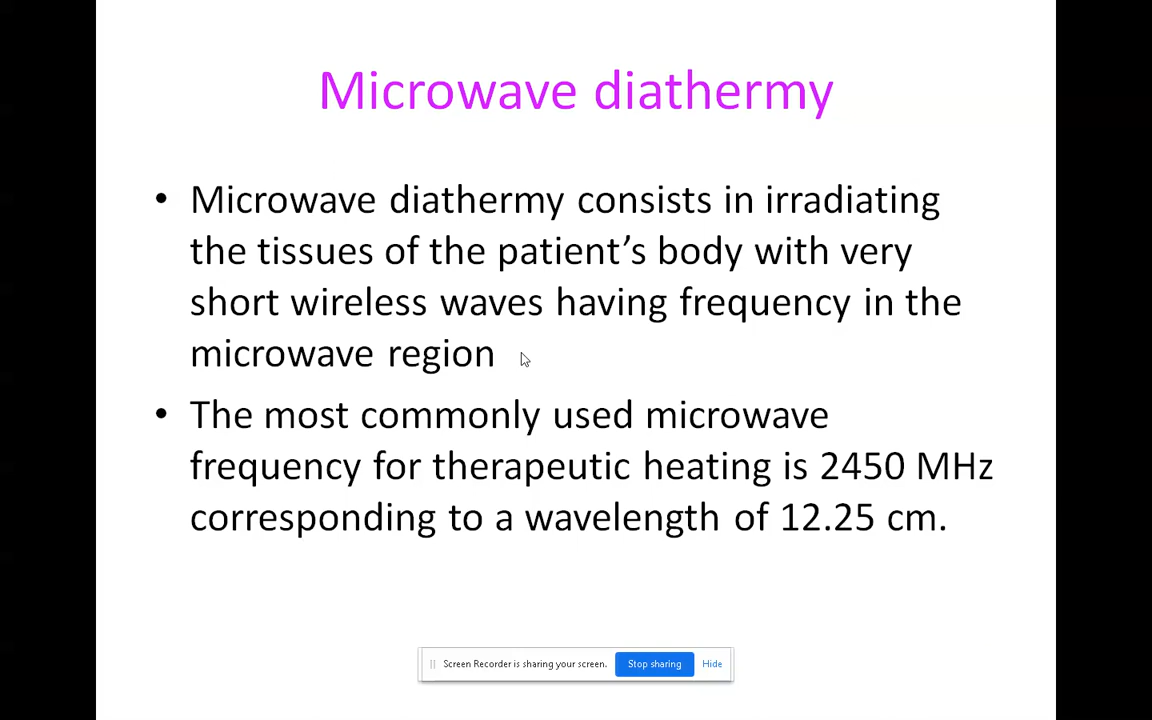 Microwave diathermy
• Microwave diathermy consists in irradiating
the tissues of the patient’s body with very
short wireless waves having frequency in the
microwave region
• The most commonly used microwave
frequency for therapeutic heating is 2450 MHz
corresponding to a wavelength of 12.25 cm.
Screen Recorder is sharing your screen. Stop sharing Hide